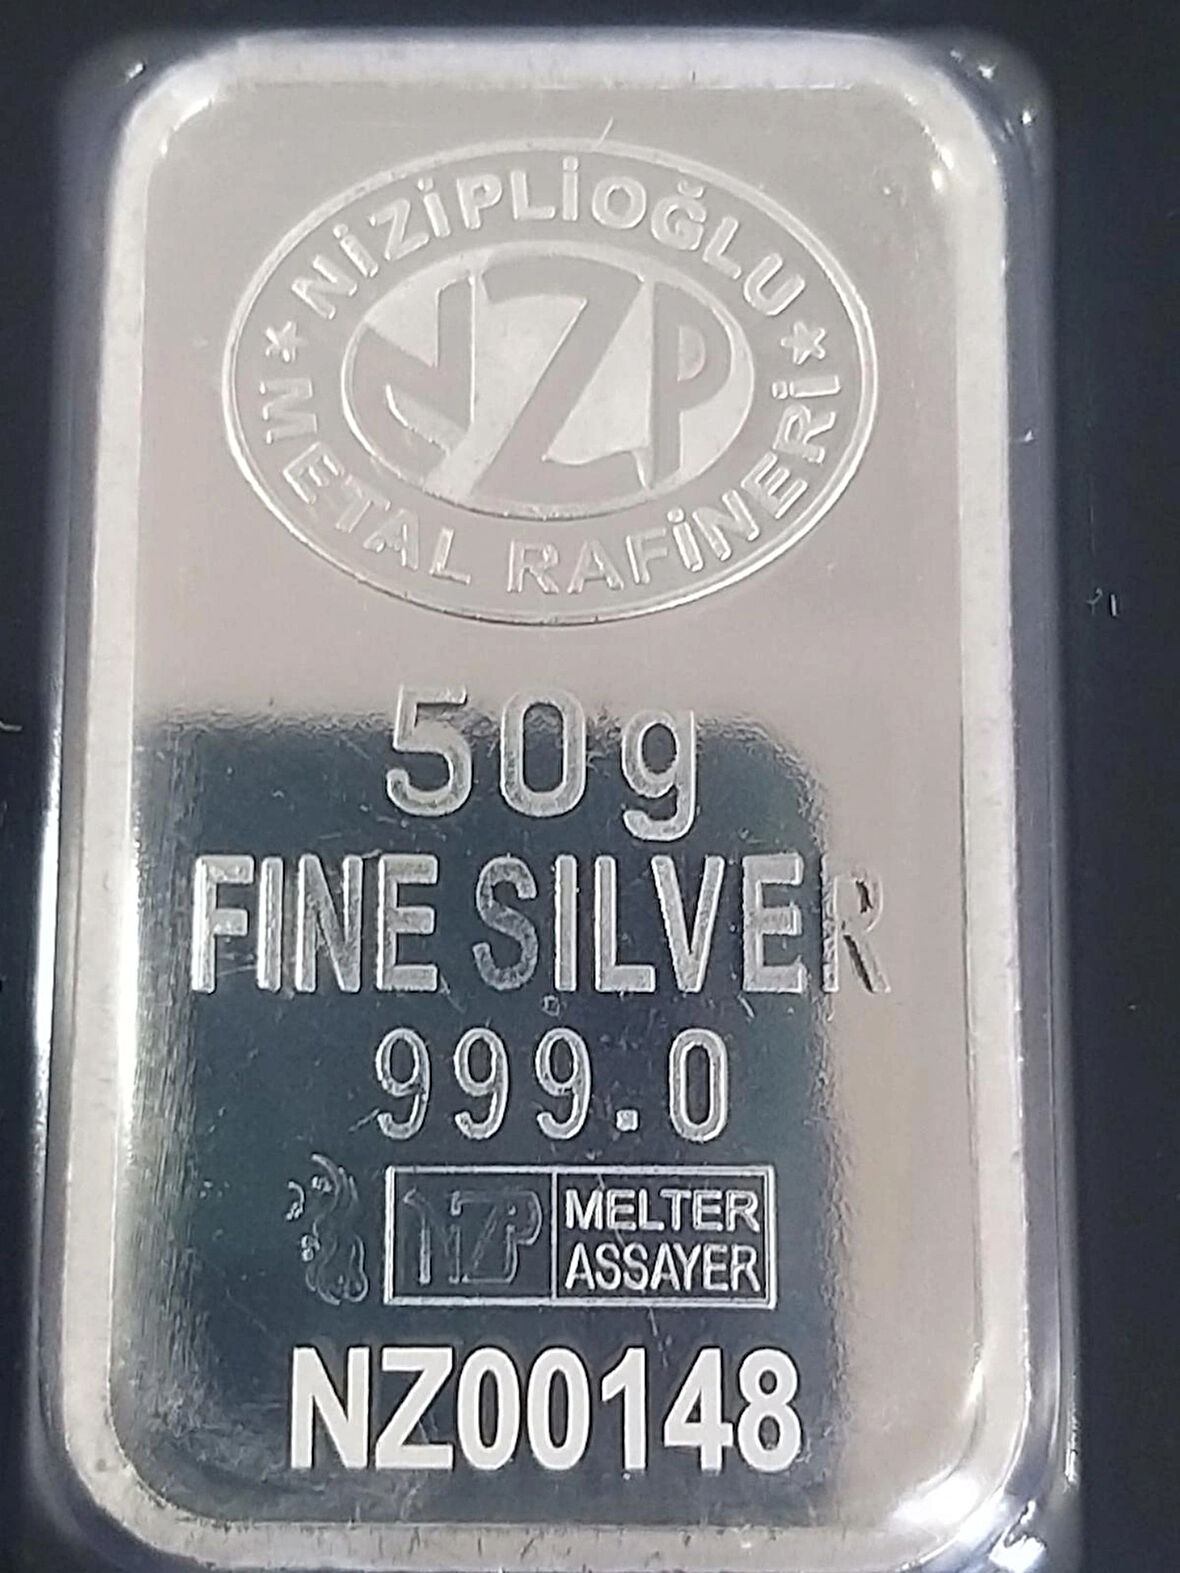 NİZİPLİOĞLU
NZP
METAL RAFİNERİ
50g
FINE SILVER
999.0
NZP
MELTER
ASSAYER
NZ00148